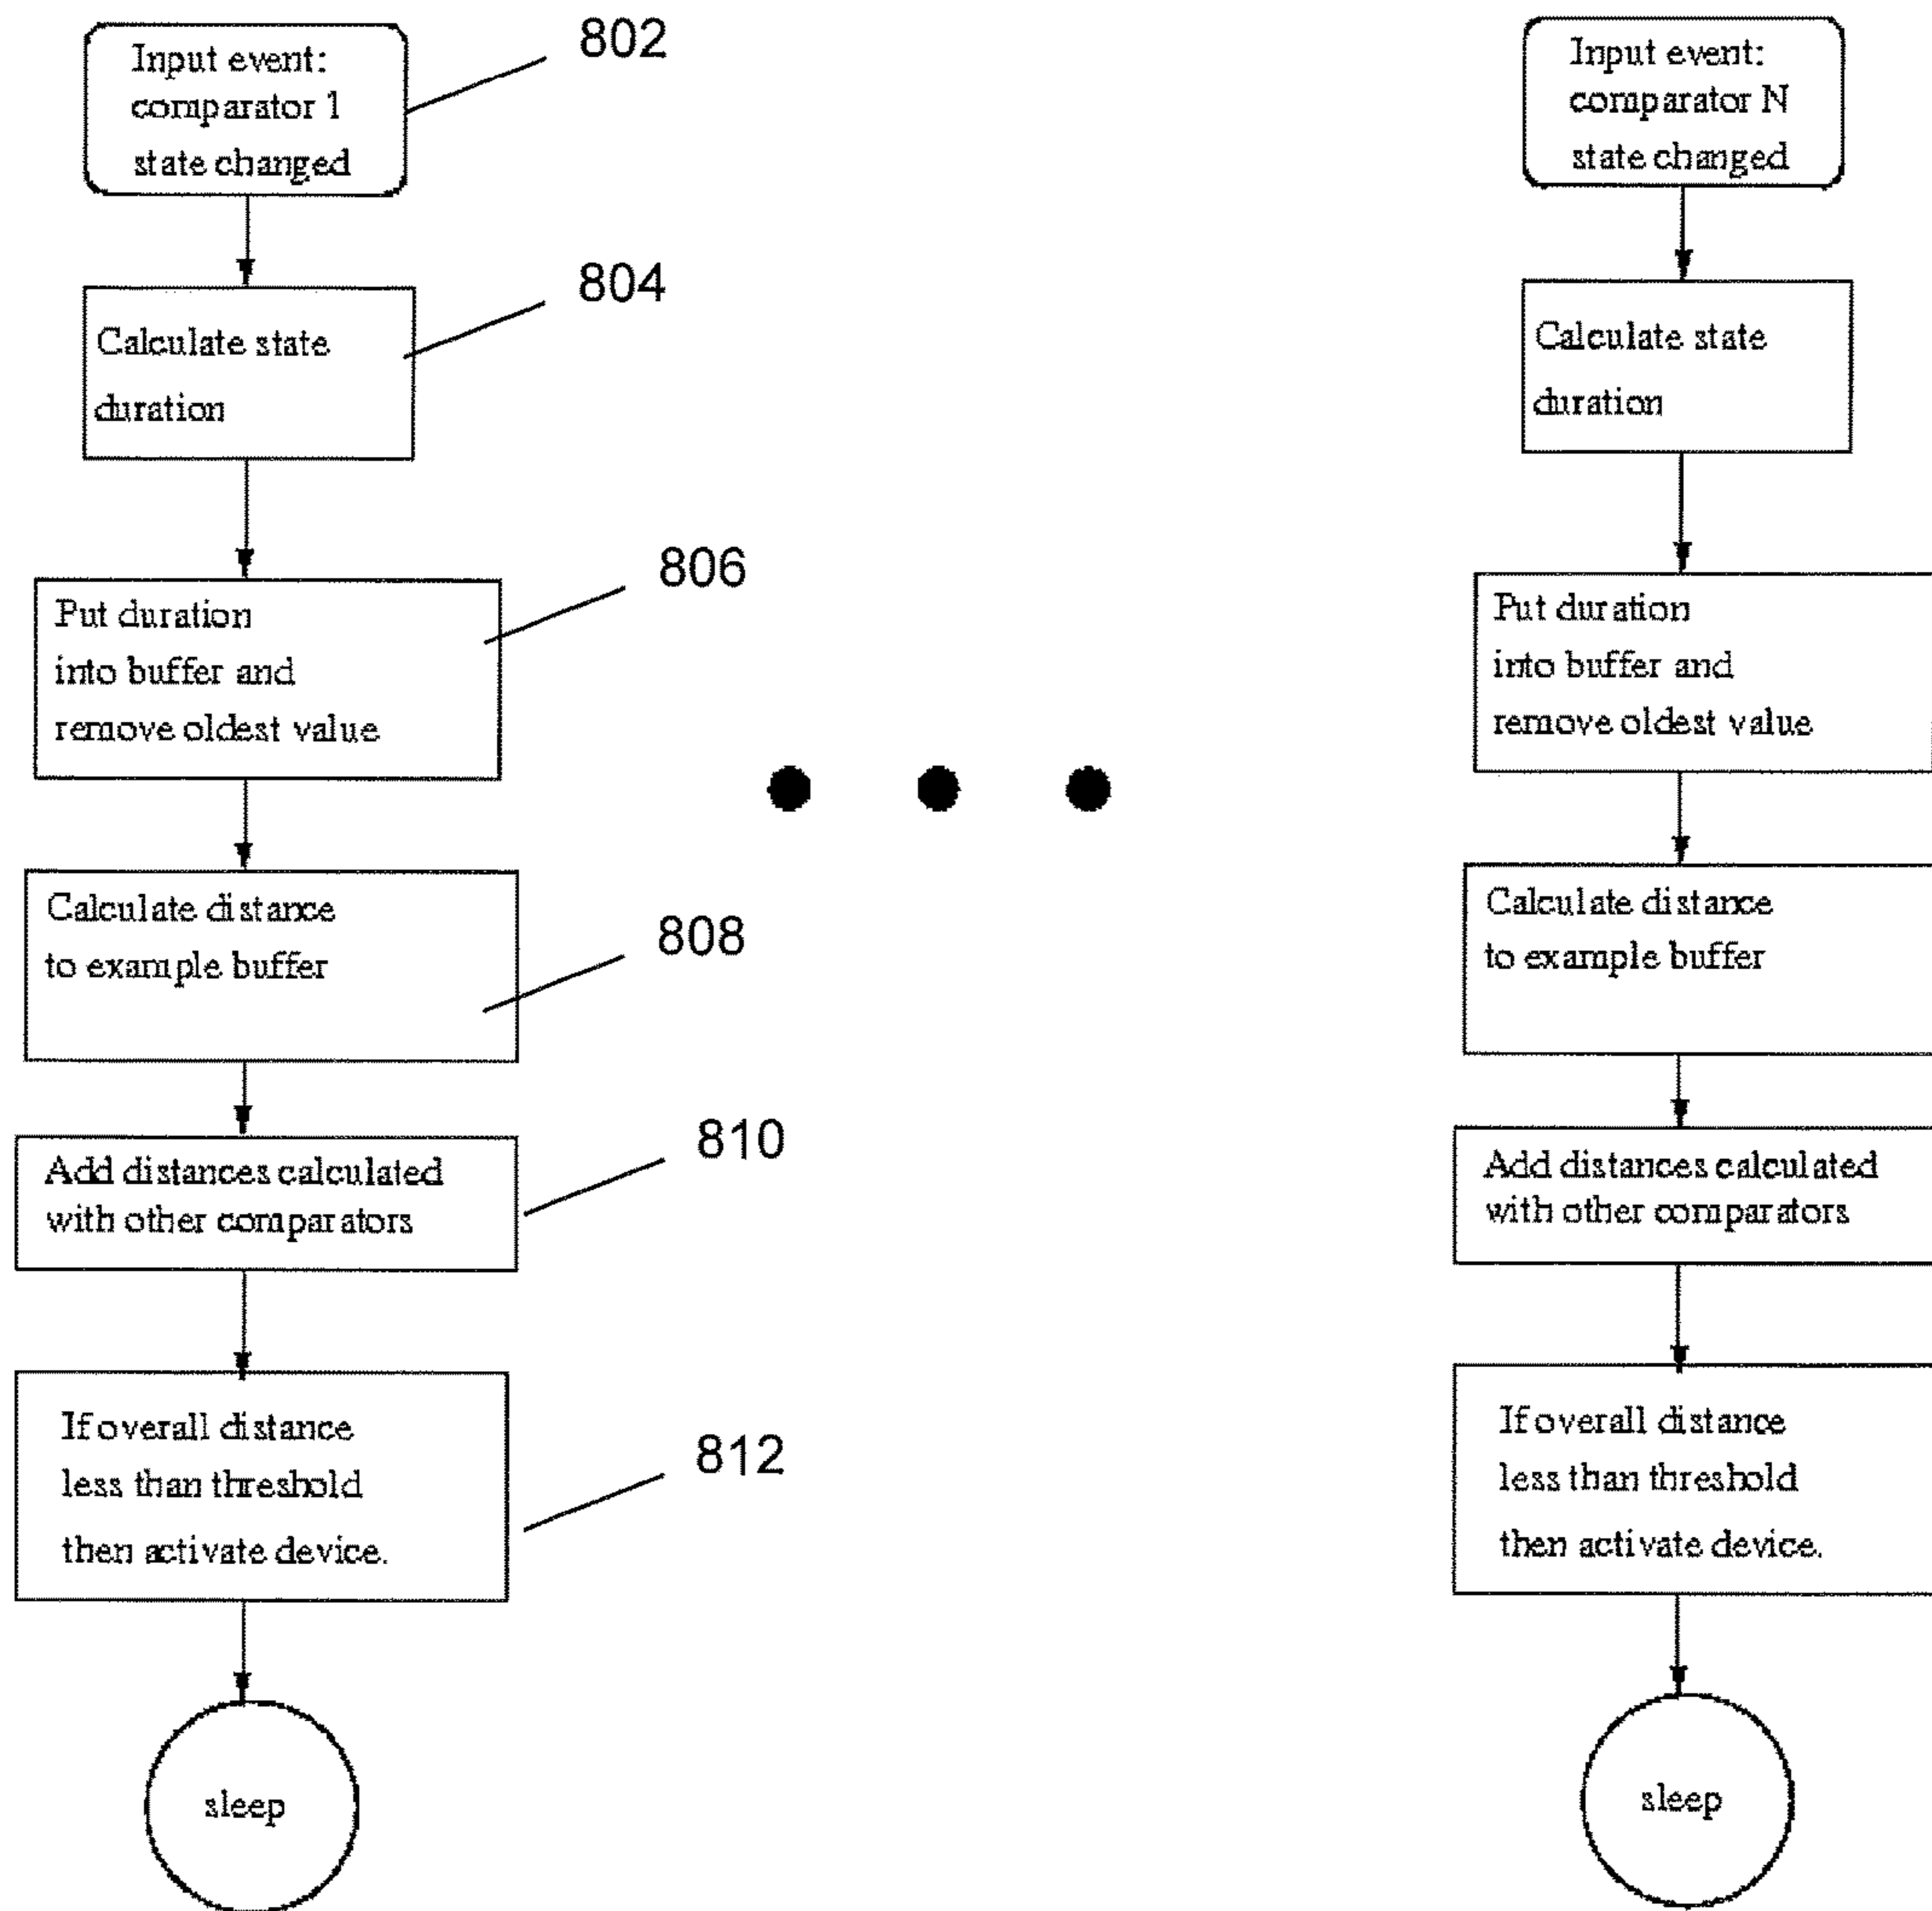 Input event:
comparator 1
state changed
802
Calculate state
duration
804
Put duration
into buffer and
remove oldest value
806
Calculate distance
to example buffer
808
Add distances calculated
with other comparators
810
If overall distance
less than threshold
then activate device.
812
sleep
Input event:
comparator N
state changed
Calculate state
duration
Put duration
into buffer and
remove oldest value
Calculate distance
to example buffer
Add distances calculated
with other comparators
If overall distance
less than threshold
then activate device.
sleep